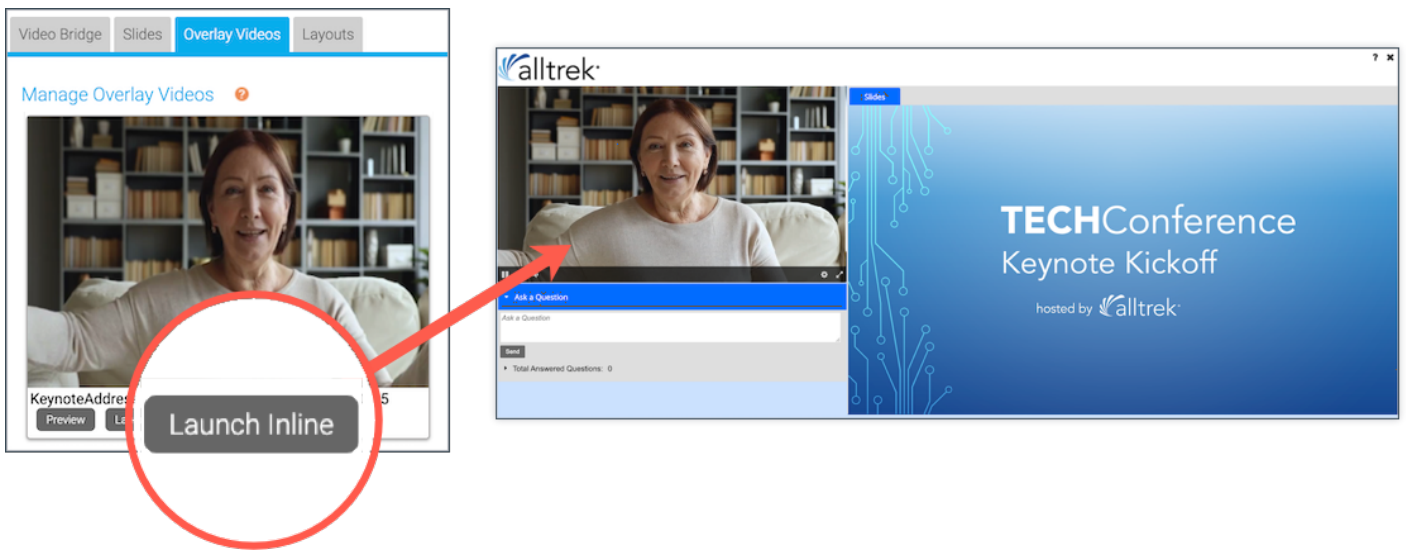 Video Bridge Slides Overlay Videos Layouts
Manage Overlay Videos ?
KeynoteAddres 5
Preview La
Launch Inline
alltrek
? ×
Slides
Ask a Question
Ask a Question
Send
Total Answered Questions: 0
TECHConference
Keynote Kickoff
hosted by alltrek